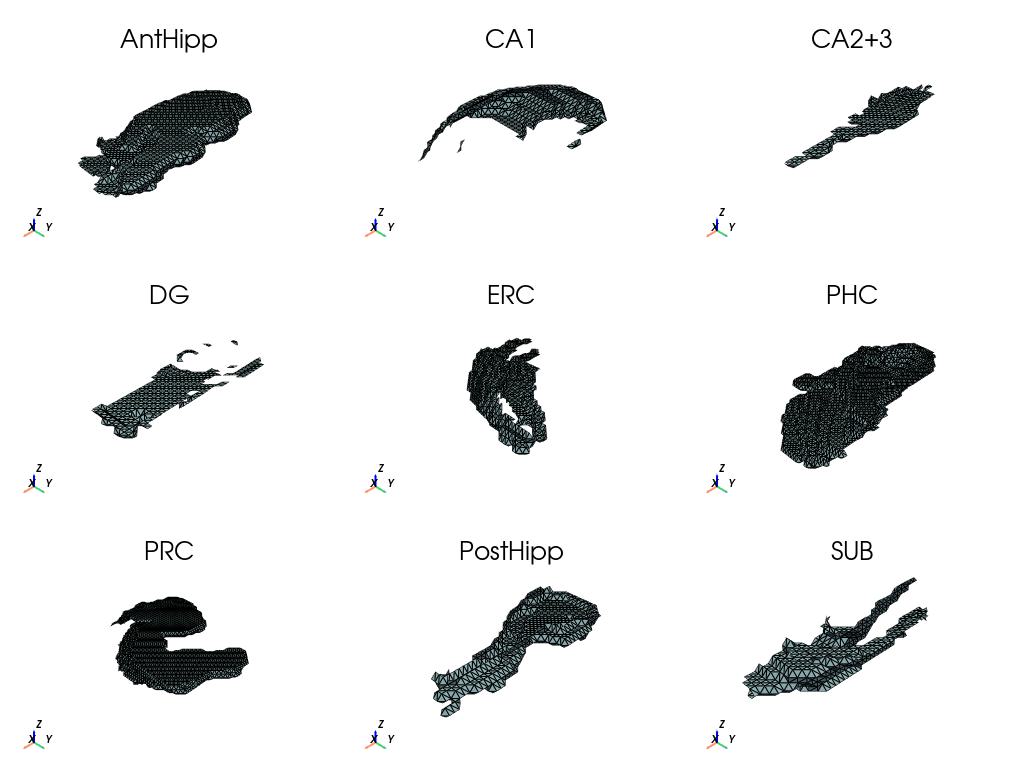 AntHipp CA1 CA2+3
Z Z Z
X Y X Y X Y
DG ERC PHC
Z Z Z
X Y X Y X Y
PRC PostHipp SUB
Z Z Z
X Y X Y X Y